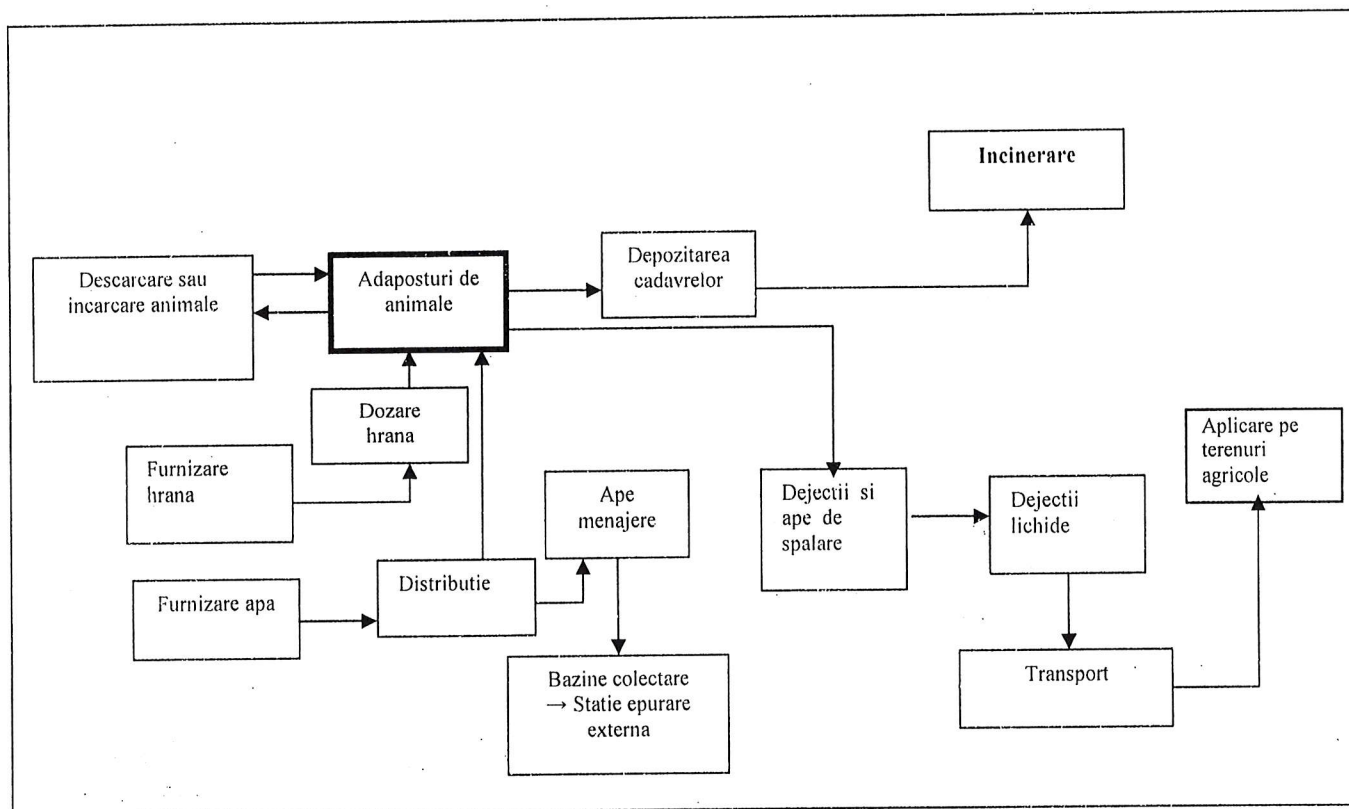 Incinerare
Descarcare sau
incarcare animale
Adaposturi de
animale
Depozitarea
cadavrelor
Dozare
hrana
Furnizare
hrana
Aplicare pe
terenuri
agricole
Ape
menajere
Dejectii si
ape de
spalare
Dejectii
lichide
Furnizare apa
Distributie
Bazine colectare
→ Statie epurare
externa
Transport